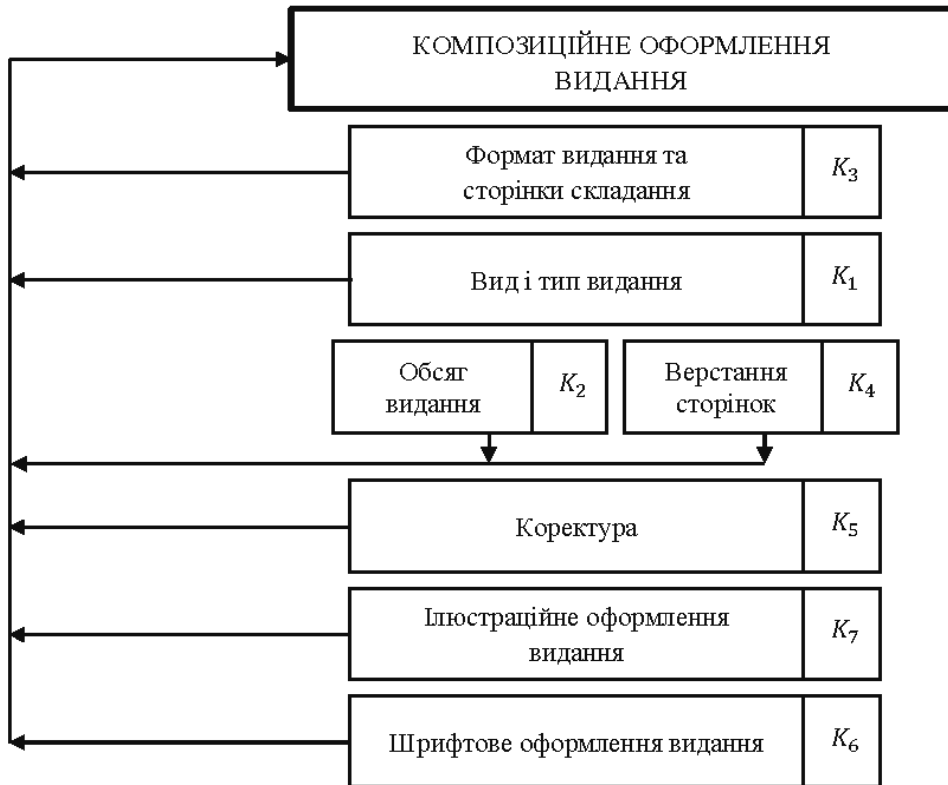 КОМПОЗИЦІЙНЕ ОФОРМЛЕННЯ
ВИДАННЯ
Формат видання та
сторінки складання
K₃
Вид і тип видання
K₁
Обсяг
видання
K₂
Верстання
сторінок
K₄
Коректура
K₅
Ілюстраційне оформлення
видання
K₇
Шрифтове оформлення видання
K₆